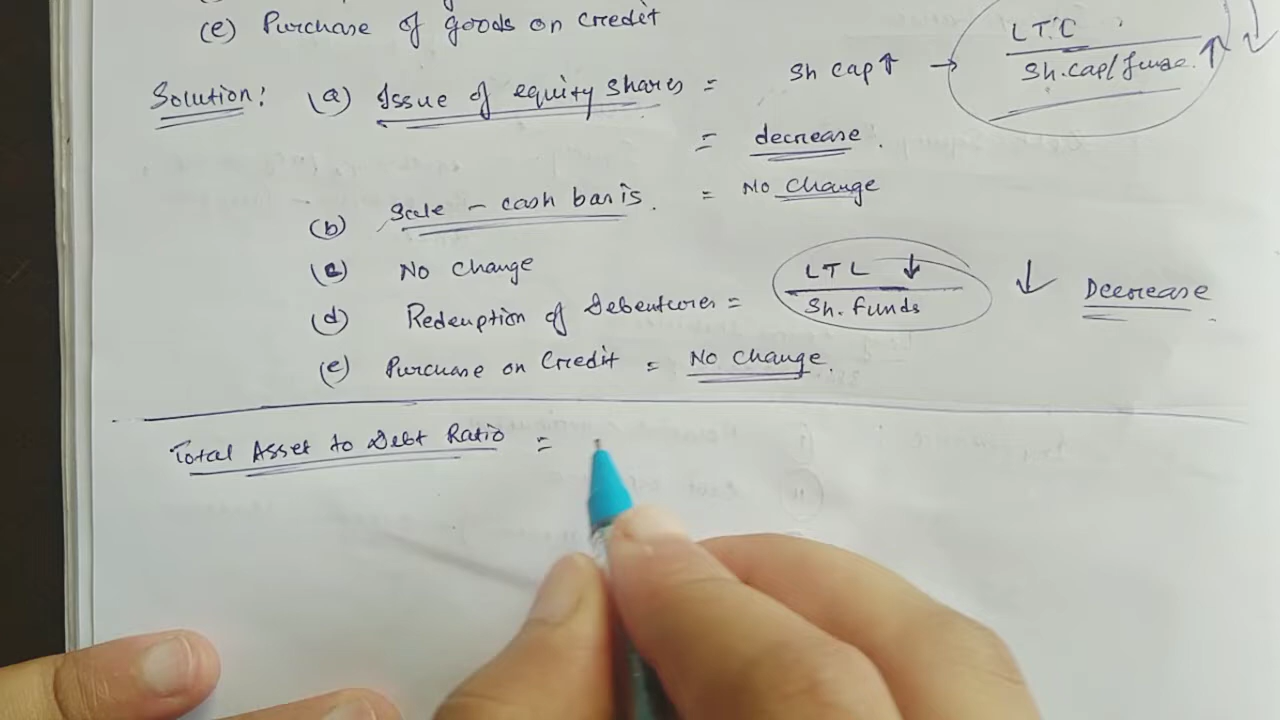 (e) Purchase of goods on credit
Solution: (a) Issue of equity shares = Sh cap ↑ → LTL / Sh. cap/funds. ↑ ↓
= decrease.
(b) Sale - cash basis. = No change
(c) No change
(d) Redemption of Debentures = LTL ↓ / Sh. funds ↓ Decrease
(e) Purchase on Credit = No change.
Total Asset to Debt Ratio =